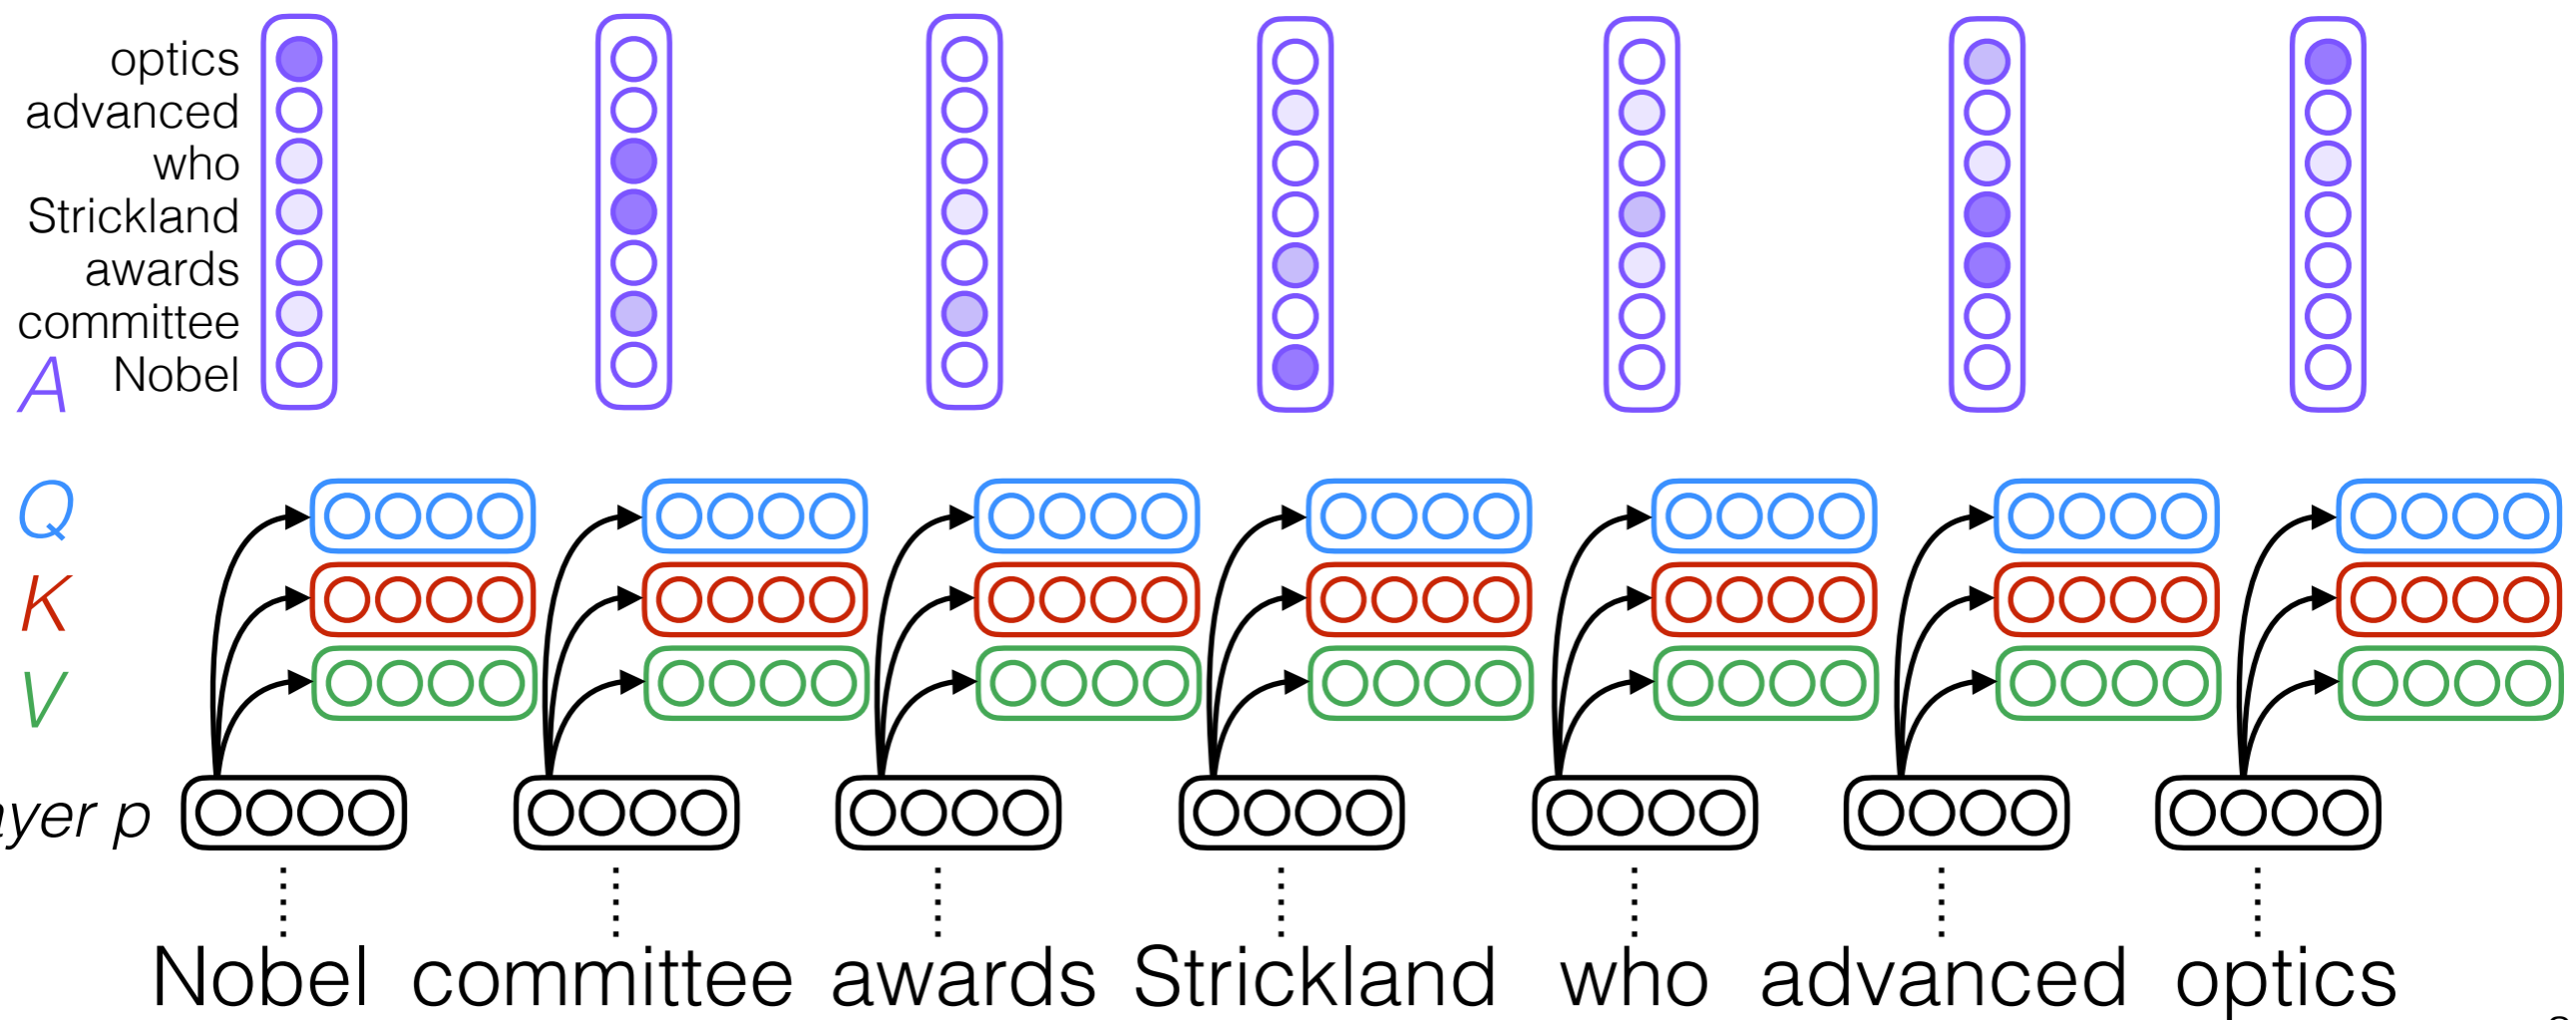 optics
advanced
who
Strickland
awards
committee
A Nobel
Q
K
V
ayer p
Nobel committee awards Strickland who advanced optics